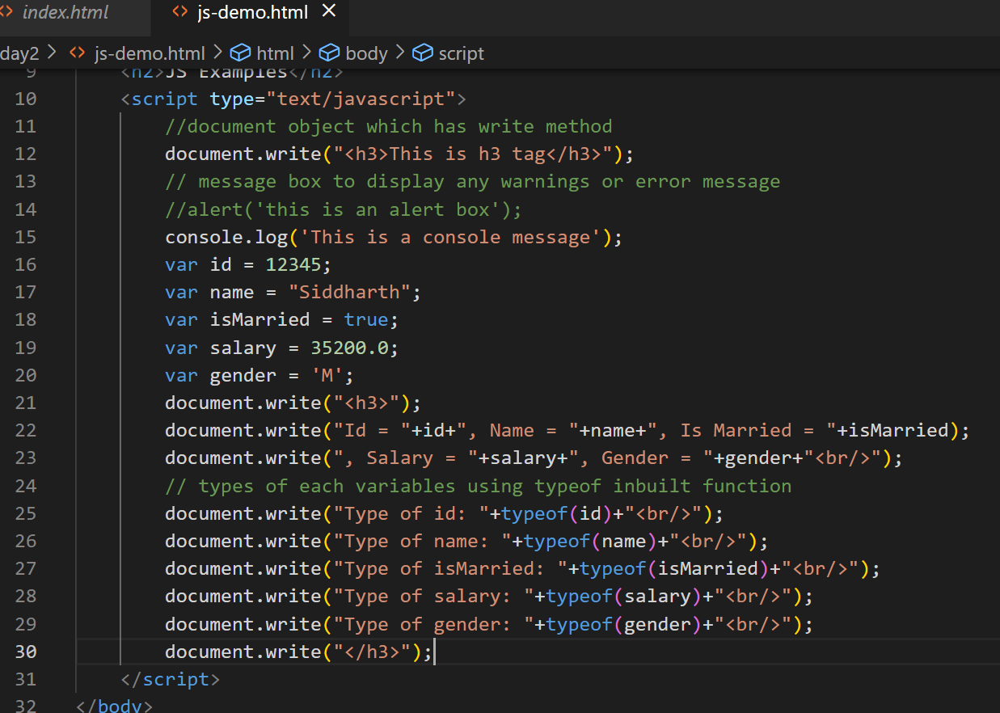 index.html js-demo.html
day2 > js-demo.html > html > body > script
9 <h2>JS Examples</h2>
10 <script type="text/javascript">
11 //document object which has write method
12 document.write("<h3>This is h3 tag</h3>");
13 // message box to display any warnings or error message
14 //alert('this is an alert box');
15 console.log('This is a console message');
16 var id = 12345;
17 var name = "Siddharth";
18 var isMarried = true;
19 var salary = 35200.0;
20 var gender = 'M';
21 document.write("<h3>");
22 document.write("Id = "+id+", Name = "+name+", Is Married = "+isMarried);
23 document.write(", Salary = "+salary+", Gender = "+gender+"<br/>");
24 // types of each variables using typeof inbuilt function
25 document.write("Type of id: "+typeof(id)+"<br/>");
26 document.write("Type of name: "+typeof(name)+"<br/>");
27 document.write("Type of isMarried: "+typeof(isMarried)+"<br/>");
28 document.write("Type of salary: "+typeof(salary)+"<br/>");
29 document.write("Type of gender: "+typeof(gender)+"<br/>");
30 document.write("</h3>");
31 </script>
32 </body>